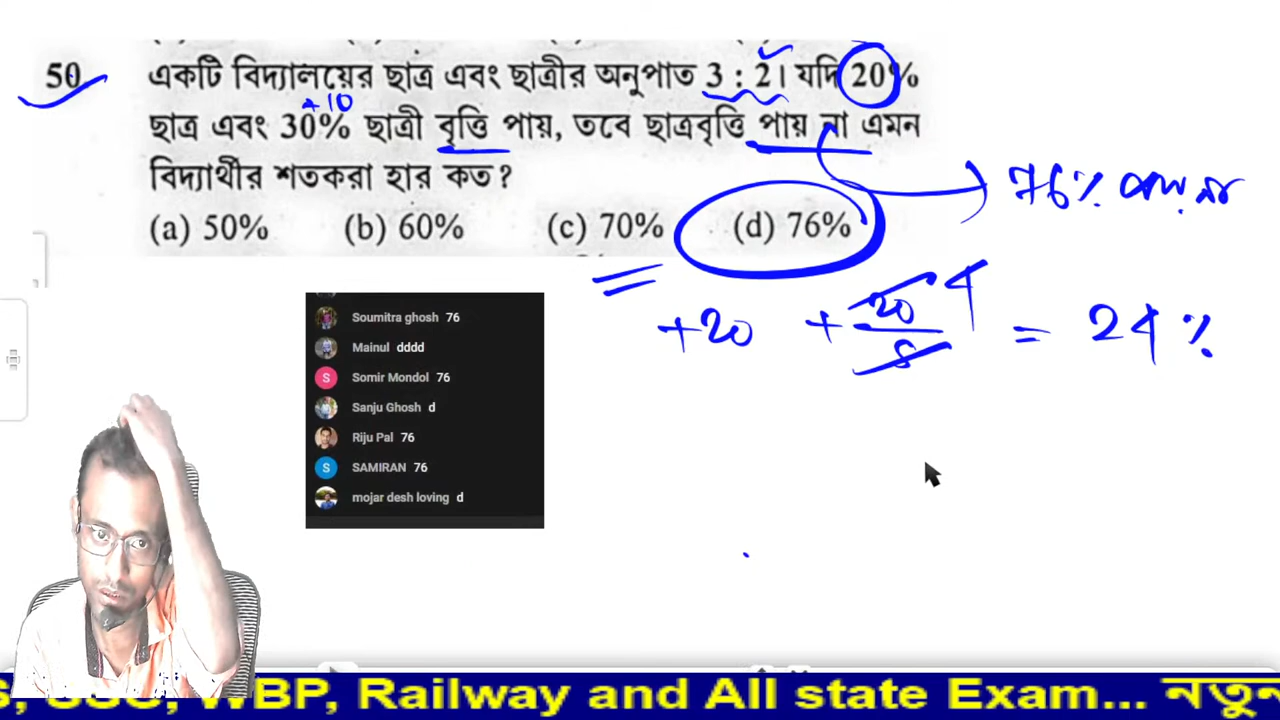 50. একটি বিদ্যালয়ের ছাত্র এবং ছাত্রীর অনুপাত 3 : 2। যদি 20%
+10
ছাত্র এবং 30% ছাত্রী বৃত্তি পায়, তবে ছাত্রবৃত্তি পায় না এমন
বিদ্যার্থীর শতকরা হার কত?
76% পায় না
(a) 50% (b) 60% (c) 70% (d) 76%
+20 + 20/5 4 = 24%
Soumitra ghosh 76
Mainul dddd
Somir Mondol 76
Sanju Ghosh d
Riju Pal 76
S SAMIRAN 76
mojar desh loving d
S, SSC, WBP, Railway and All state Exam... নতুন